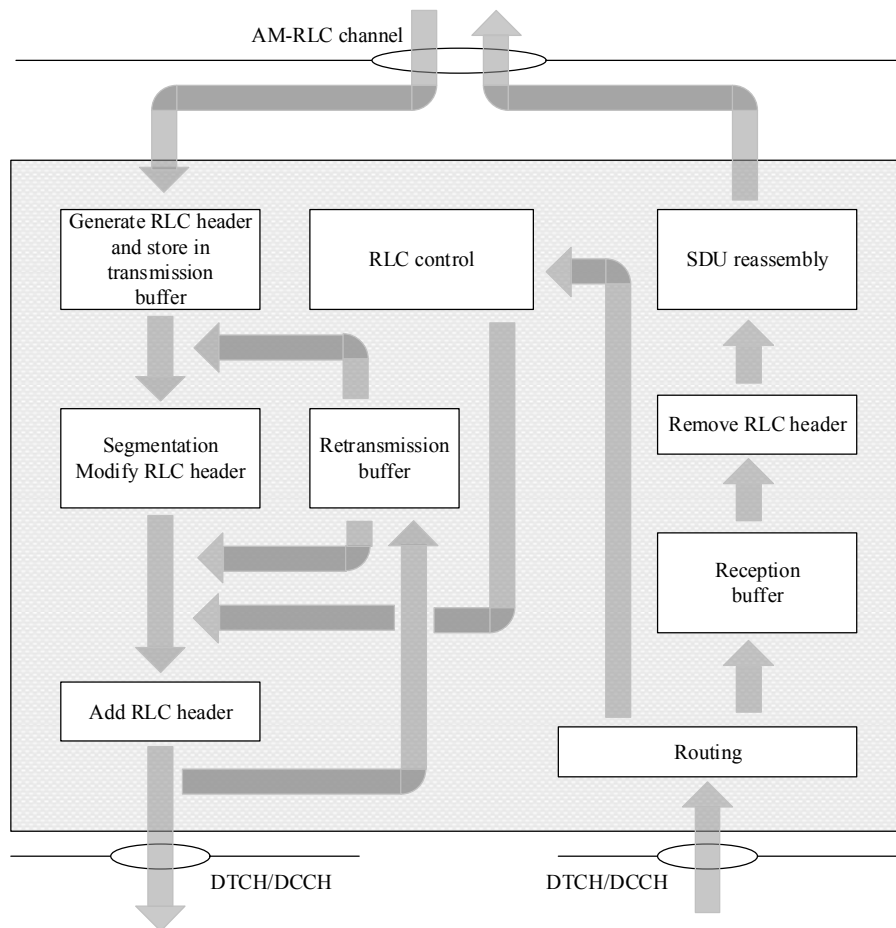 AM-RLC channel
Generate RLC header
and store in
transmission
buffer
RLC control
SDU reassembly
Segmentation
Modify RLC header
Retransmission
buffer
Remove RLC header
Reception
buffer
Add RLC header
Routing
DTCH/DCCH
DTCH/DCCH